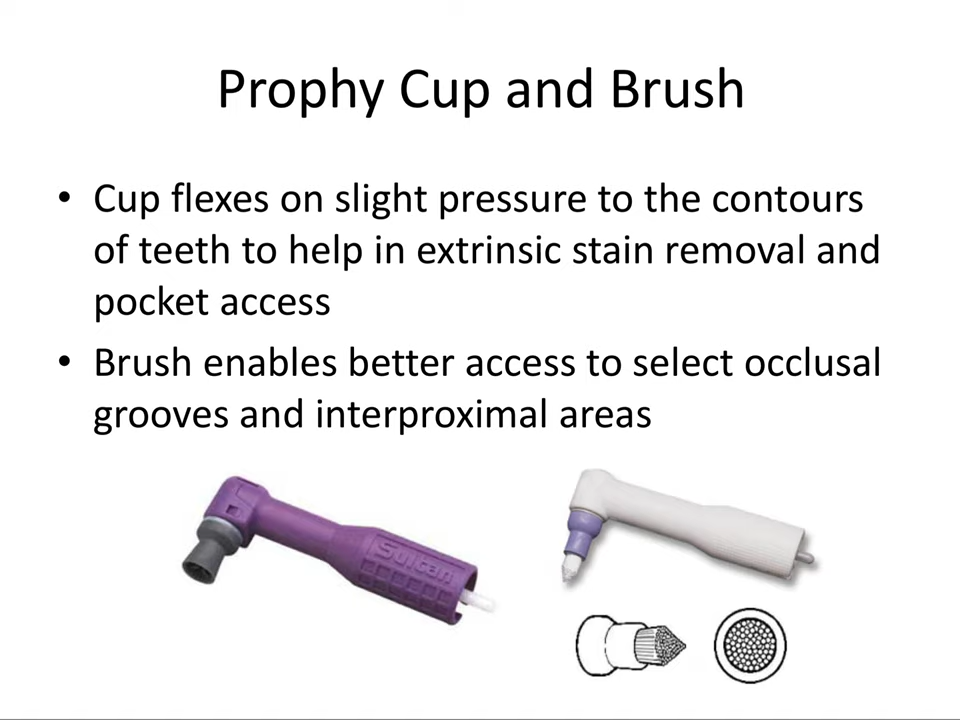 Prophy Cup and Brush
• Cup flexes on slight pressure to the contours
of teeth to help in extrinsic stain removal and
pocket access
• Brush enables better access to select occlusal
grooves and interproximal areas
Sultan